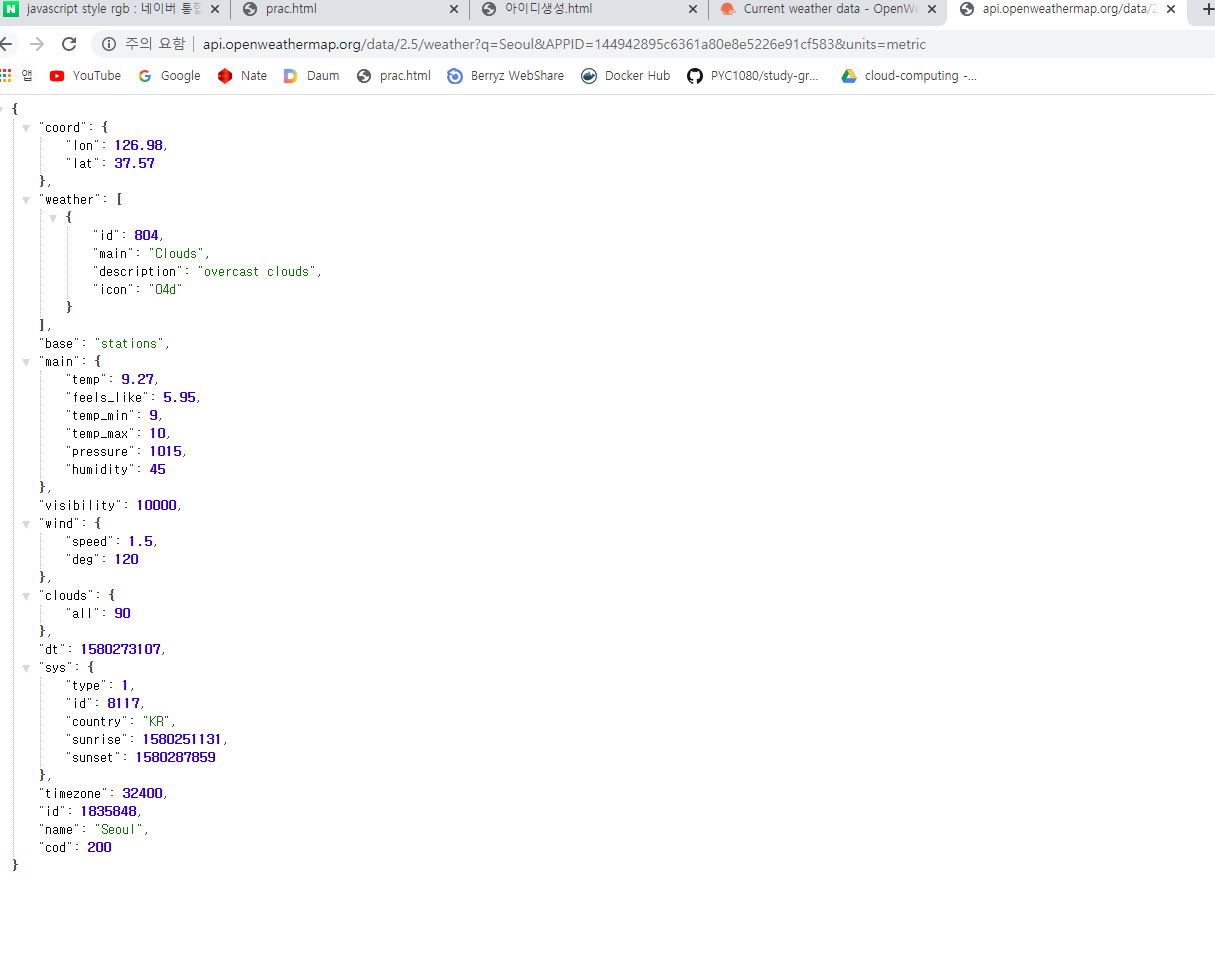 javascript style rgb : 네이버 통합
prac.html
아이디생성.html
Current weather data - OpenWe
api.openweathermap.org/data/2
주의 요함
api.openweathermap.org/data/2.5/weather?q=Seoul&APPID=144942895c6361a80e8e5226e91cf583&units=metric
앱
YouTube
Google
Nate
Daum
prac.html
Berryz WebShare
Docker Hub
PYC1080/study-gr...
cloud-computing -...
{
"coord": {
"lon": 126.98,
"lat": 37.57
},
"weather": [
{
"id": 804,
"main": "Clouds",
"description": "overcast clouds",
"icon": "04d"
}
],
"base": "stations",
"main": {
"temp": 9.27,
"feels_like": 5.95,
"temp_min": 9,
"temp_max": 10,
"pressure": 1015,
"humidity": 45
},
"visibility": 10000,
"wind": {
"speed": 1.5,
"deg": 120
},
"clouds": {
"all": 90
},
"dt": 1580273107,
"sys": {
"type": 1,
"id": 8117,
"country": "KR",
"sunrise": 1580251131,
"sunset": 1580287859
},
"timezone": 32400,
"id": 1835848,
"name": "Seoul",
"cod": 200
}